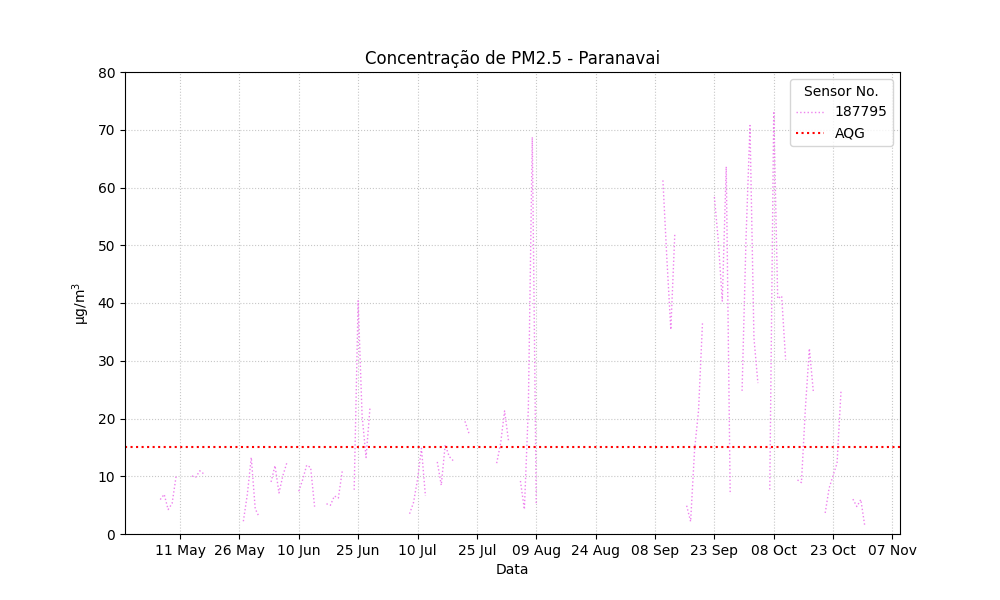 Concentração de PM2.5 - Paranavai
Sensor No.
187795
AQG
80
70
60
50
40
30
20
10
0
µg/m³
11 May 26 May 10 Jun 25 Jun 10 Jul 25 Jul 09 Aug 24 Aug 08 Sep 23 Sep 08 Oct 23 Oct 07 Nov
Data